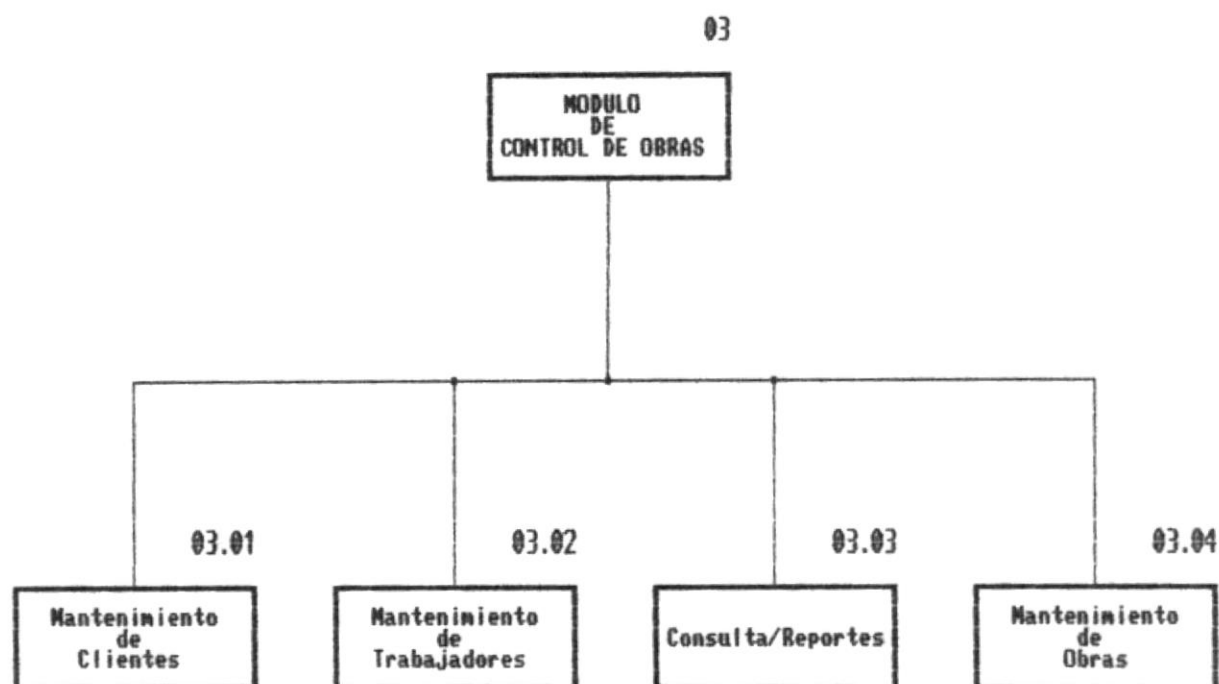 03
MODULO
DE
CONTROL DE OBRAS
03.01
03.02
03.03
03.04
Mantenimiento
de
Clientes
Mantenimiento
de
Trabajadores
Consulta/Reportes
Mantenimiento
de
Obras